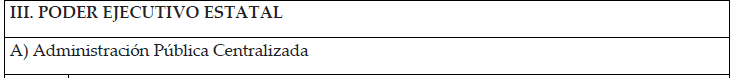 III. PODER EJECUTIVO ESTATAL
A) Administración Pública Centralizada